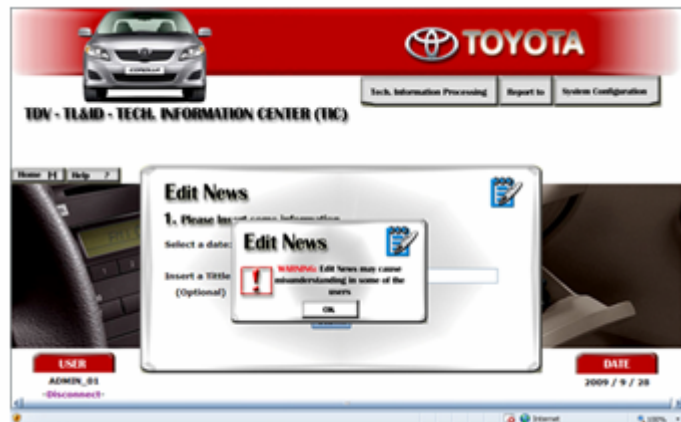 TOYOTA
Tech. Information Processing
Report to
System Configuration
TDV - TL&ID - TECH. INFORMATION CENTER (TIC)
Home H
Help ?
Edit News
1. Please Insert some information
Select a date:
Edit News
WARNING: Edit News may cause
misunderstanding in some of the
users
OK
Insert a Tittle
(Optional)
USER
ADMIN_01
-Disconnect-
DATE
2009 / 9 / 28
Internet
100%